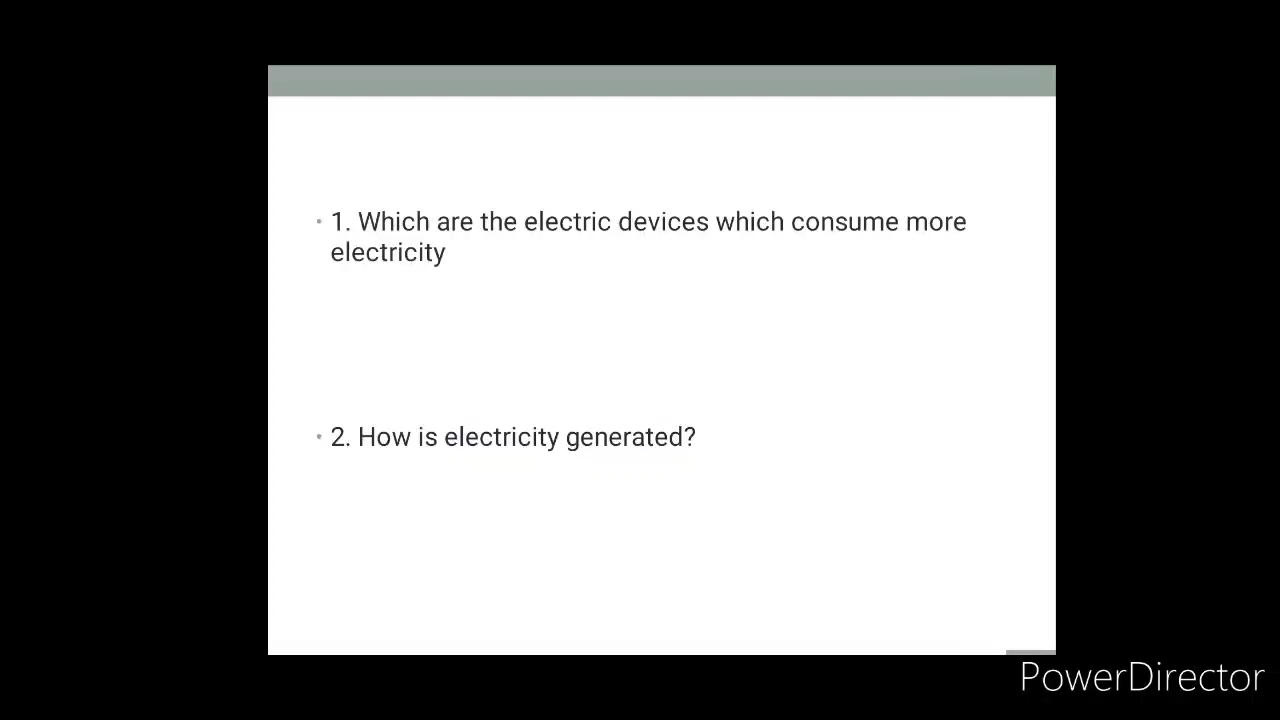 • 1. Which are the electric devices which consume more
electricity
• 2. How is electricity generated?
PowerDirector